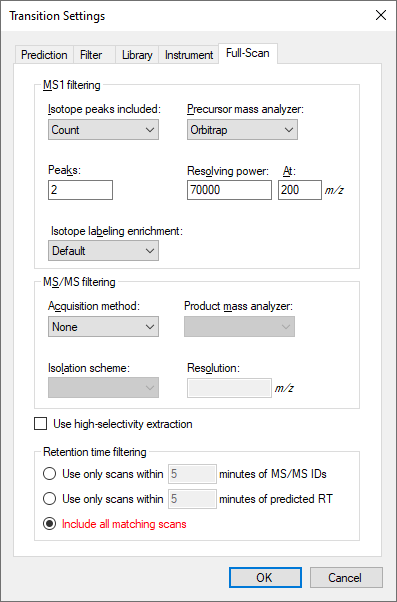 Transition Settings
Prediction Filter Library Instrument Full-Scan
MS1 filtering
Isotope peaks included: Precursor mass analyzer:
Count Orbitrap
Peaks: Resolving power: At:
2 70000 200 m/z
Isotope labeling enrichment:
Default
MS/MS filtering
Acquisition method: Product mass analyzer:
None
Isolation scheme: Resolution:
m/z
Use high-selectivity extraction
Retention time filtering
Use only scans within 5 minutes of MS/MS IDs
Use only scans within 5 minutes of predicted RT
Include all matching scans
OK Cancel